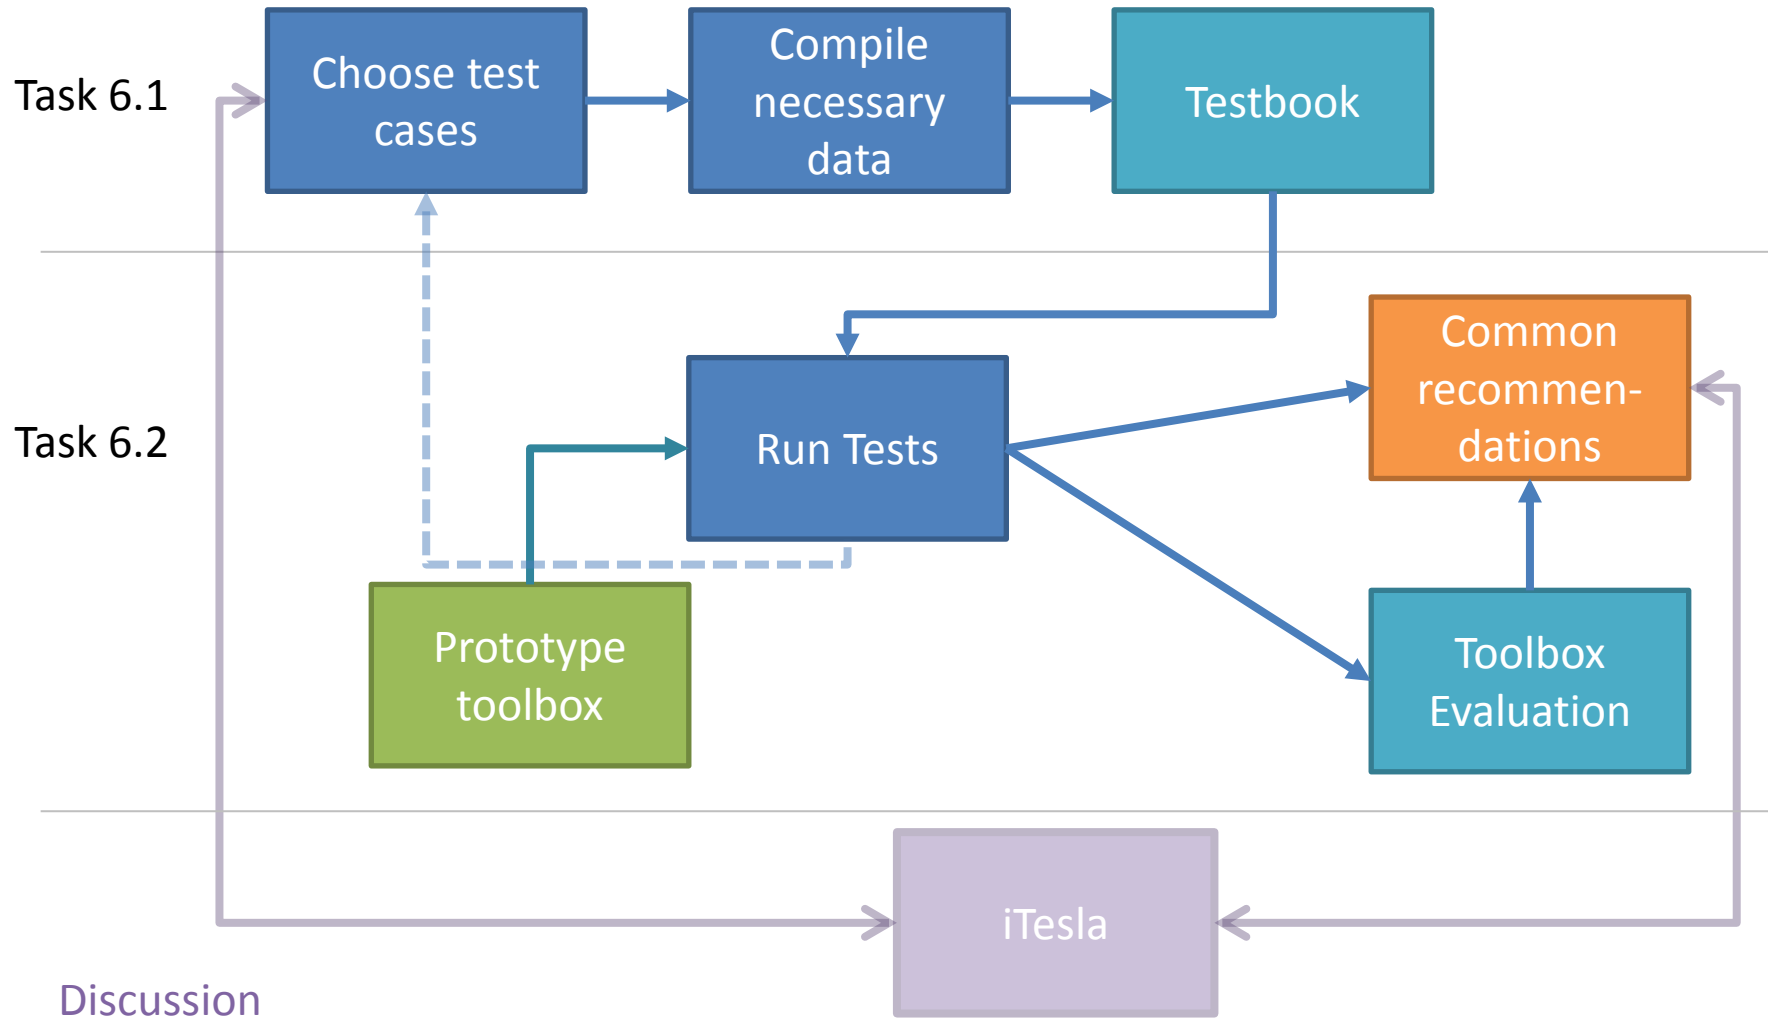 Task 6.1
Choose test
cases
Compile
necessary
data
Testbook
Task 6.2
Run Tests
Common
recommen-
dations
Prototype
toolbox
Toolbox
Evaluation
iTesla
Discussion